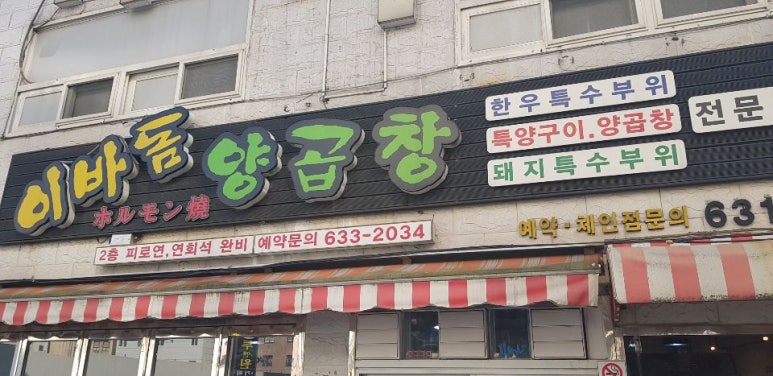 이바돔 양곱창
ホルモン燒
한우특수부위
특양구이.양곱창
돼지특수부위
전문
2층 피로연,연회석 완비 예약문의 633-2034
예약·체인점문의 631